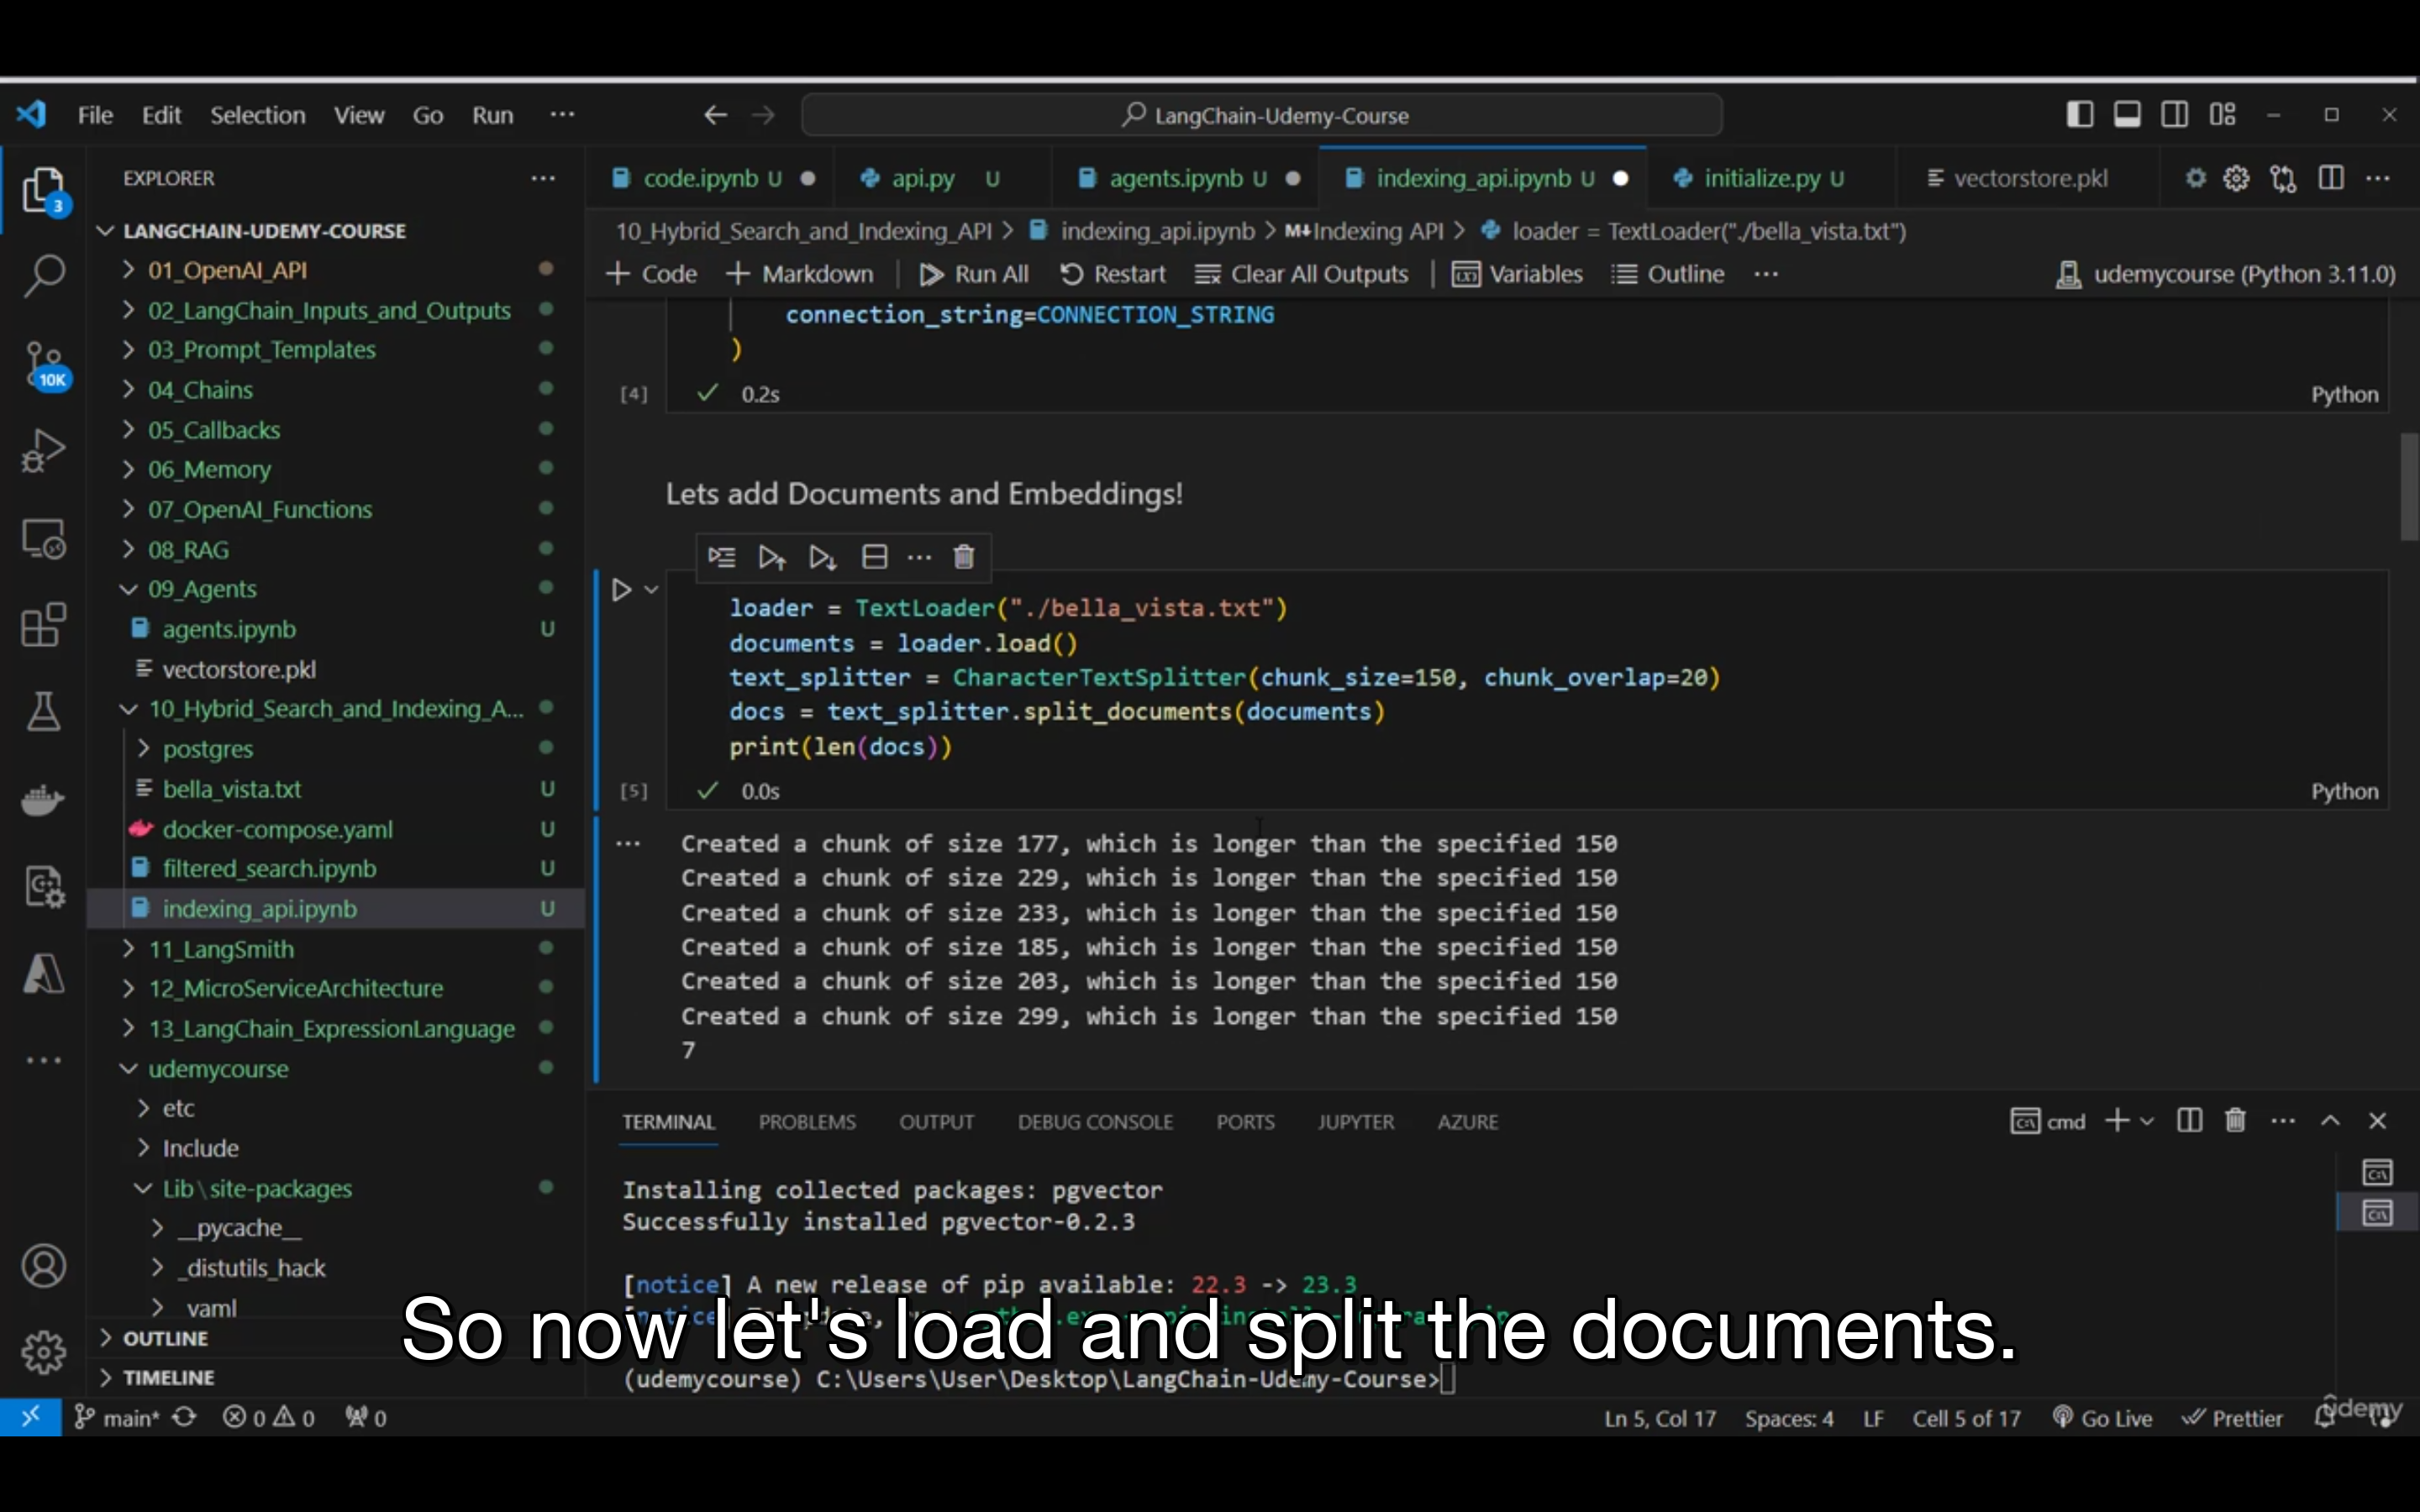 File Edit Selection View Go Run ··· LangChain-Udemy-Course
EXPLORER ···
3
10K
LANGCHAIN-UDEMY-COURSE
01_OpenAI_API
02_LangChain_Inputs_and_Outputs
03_Prompt_Templates
04_Chains
05_Callbacks
06_Memory
07_OpenAI_Functions
08_RAG
09_Agents
agents.ipynb U
vectorstore.pkl
10_Hybrid_Search_and_Indexing_A...
postgres
bella_vista.txt U
docker-compose.yaml U
filtered_search.ipynb U
indexing_api.ipynb U
11_LangSmith
12_MicroServiceArchitecture
13_LangChain_ExpressionLanguage
udemycourse
etc
Include
Lib\site-packages
__pycache__
_distutils_hack
yaml
OUTLINE
TIMELINE
code.ipynb U api.py U agents.ipynb U indexing_api.ipynb U initialize.py U vectorstore.pkl ···
10_Hybrid_Search_and_Indexing_API > indexing_api.ipynb > M↓Indexing API > loader = TextLoader("./bella_vista.txt")
+ Code + Markdown | Run All Restart Clear All Outputs | Variables Outline ··· udemycourse (Python 3.11.0)
connection_string=CONNECTION_STRING
)
[4] ✓ 0.2s Python
Lets add Documents and Embeddings!
loader = TextLoader("./bella_vista.txt")
documents = loader.load()
text_splitter = CharacterTextSplitter(chunk_size=150, chunk_overlap=20)
docs = text_splitter.split_documents(documents)
print(len(docs))
[5] ✓ 0.0s Python
Created a chunk of size 177, which is longer than the specified 150
Created a chunk of size 229, which is longer than the specified 150
Created a chunk of size 233, which is longer than the specified 150
Created a chunk of size 185, which is longer than the specified 150
Created a chunk of size 203, which is longer than the specified 150
Created a chunk of size 299, which is longer than the specified 150
7
TERMINAL PROBLEMS OUTPUT DEBUG CONSOLE PORTS JUPYTER AZURE cmd
Installing collected packages: pgvector
Successfully installed pgvector-0.2.3
[notice] A new release of pip available: 22.3 -> 23.3
So now let's load and split the documents.
(udemycourse) C:\Users\User\Desktop\LangChain-Udemy-Course>
main* 0 0 0 Ln 5, Col 17 Spaces: 4 LF Cell 5 of 17 Go Live Prettier
udemy